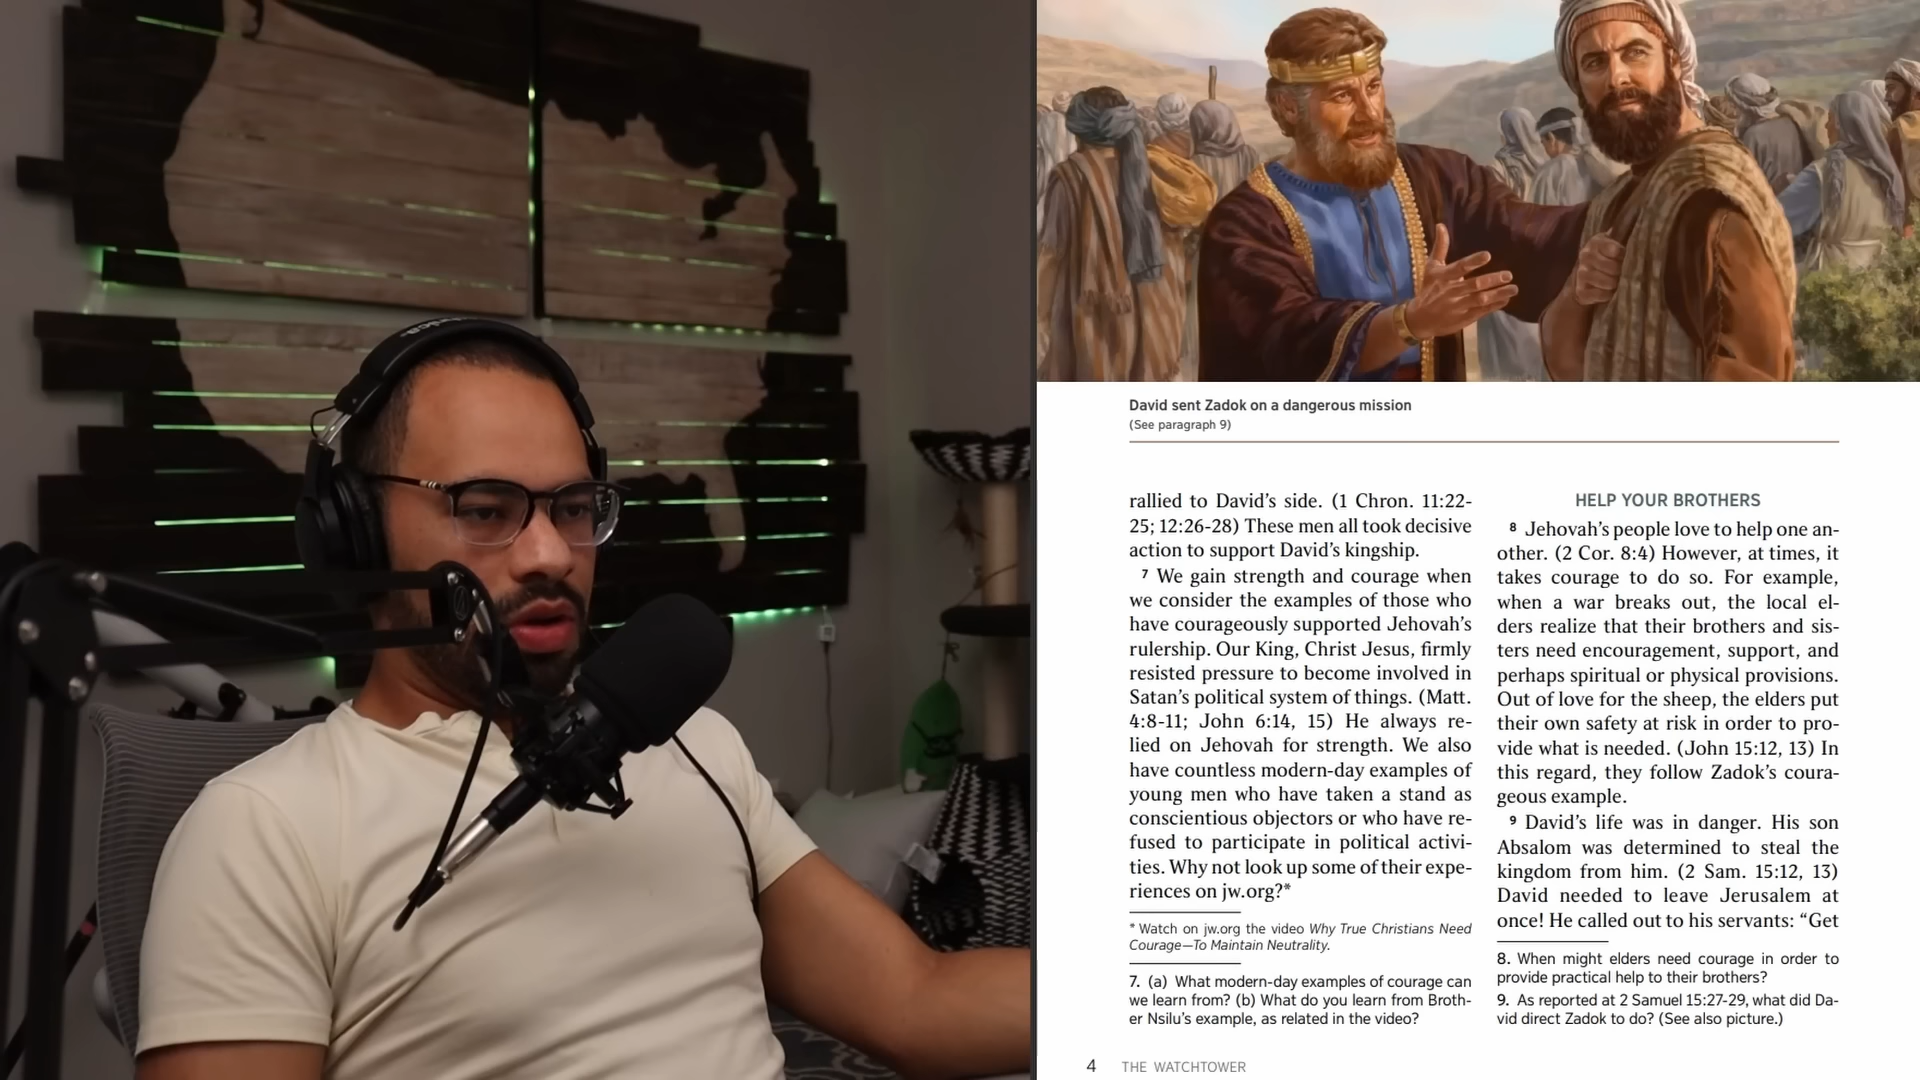 David sent Zadok on a dangerous mission
(See paragraph 9)
rallied to David's side. (1 Chron. 11:22-
25; 12:26-28) These men all took decisive
action to support David's kingship.
7 We gain strength and courage when
we consider the examples of those who
have courageously supported Jehovah's
rulership. Our King, Christ Jesus, firmly
resisted pressure to become involved in
Satan's political system of things. (Matt.
4:8-11; John 6:14, 15) He always re-
lied on Jehovah for strength. We also
have countless modern-day examples of
young men who have taken a stand as
conscientious objectors or who have re-
fused to participate in political activi-
ties. Why not look up some of their expe-
riences on jw.org?*
* Watch on jw.org the video Why True Christians Need
Courage—To Maintain Neutrality.
7. (a) What modern-day examples of courage can
we learn from? (b) What do you learn from Broth-
er Nsilu's example, as related in the video?
HELP YOUR BROTHERS
8 Jehovah's people love to help one an-
other. (2 Cor. 8:4) However, at times, it
takes courage to do so. For example,
when a war breaks out, the local el-
ders realize that their brothers and sis-
ters need encouragement, support, and
perhaps spiritual or physical provisions.
Out of love for the sheep, the elders put
their own safety at risk in order to pro-
vide what is needed. (John 15:12, 13) In
this regard, they follow Zadok's coura-
geous example.
9 David's life was in danger. His son
Absalom was determined to steal the
kingdom from him. (2 Sam. 15:12, 13)
David needed to leave Jerusalem at
once! He called out to his servants: "Get
8. When might elders need courage in order to
provide practical help to their brothers?
9. As reported at 2 Samuel 15:27-29, what did Da-
vid direct Zadok to do? (See also picture.)
4 THE WATCHTOWER